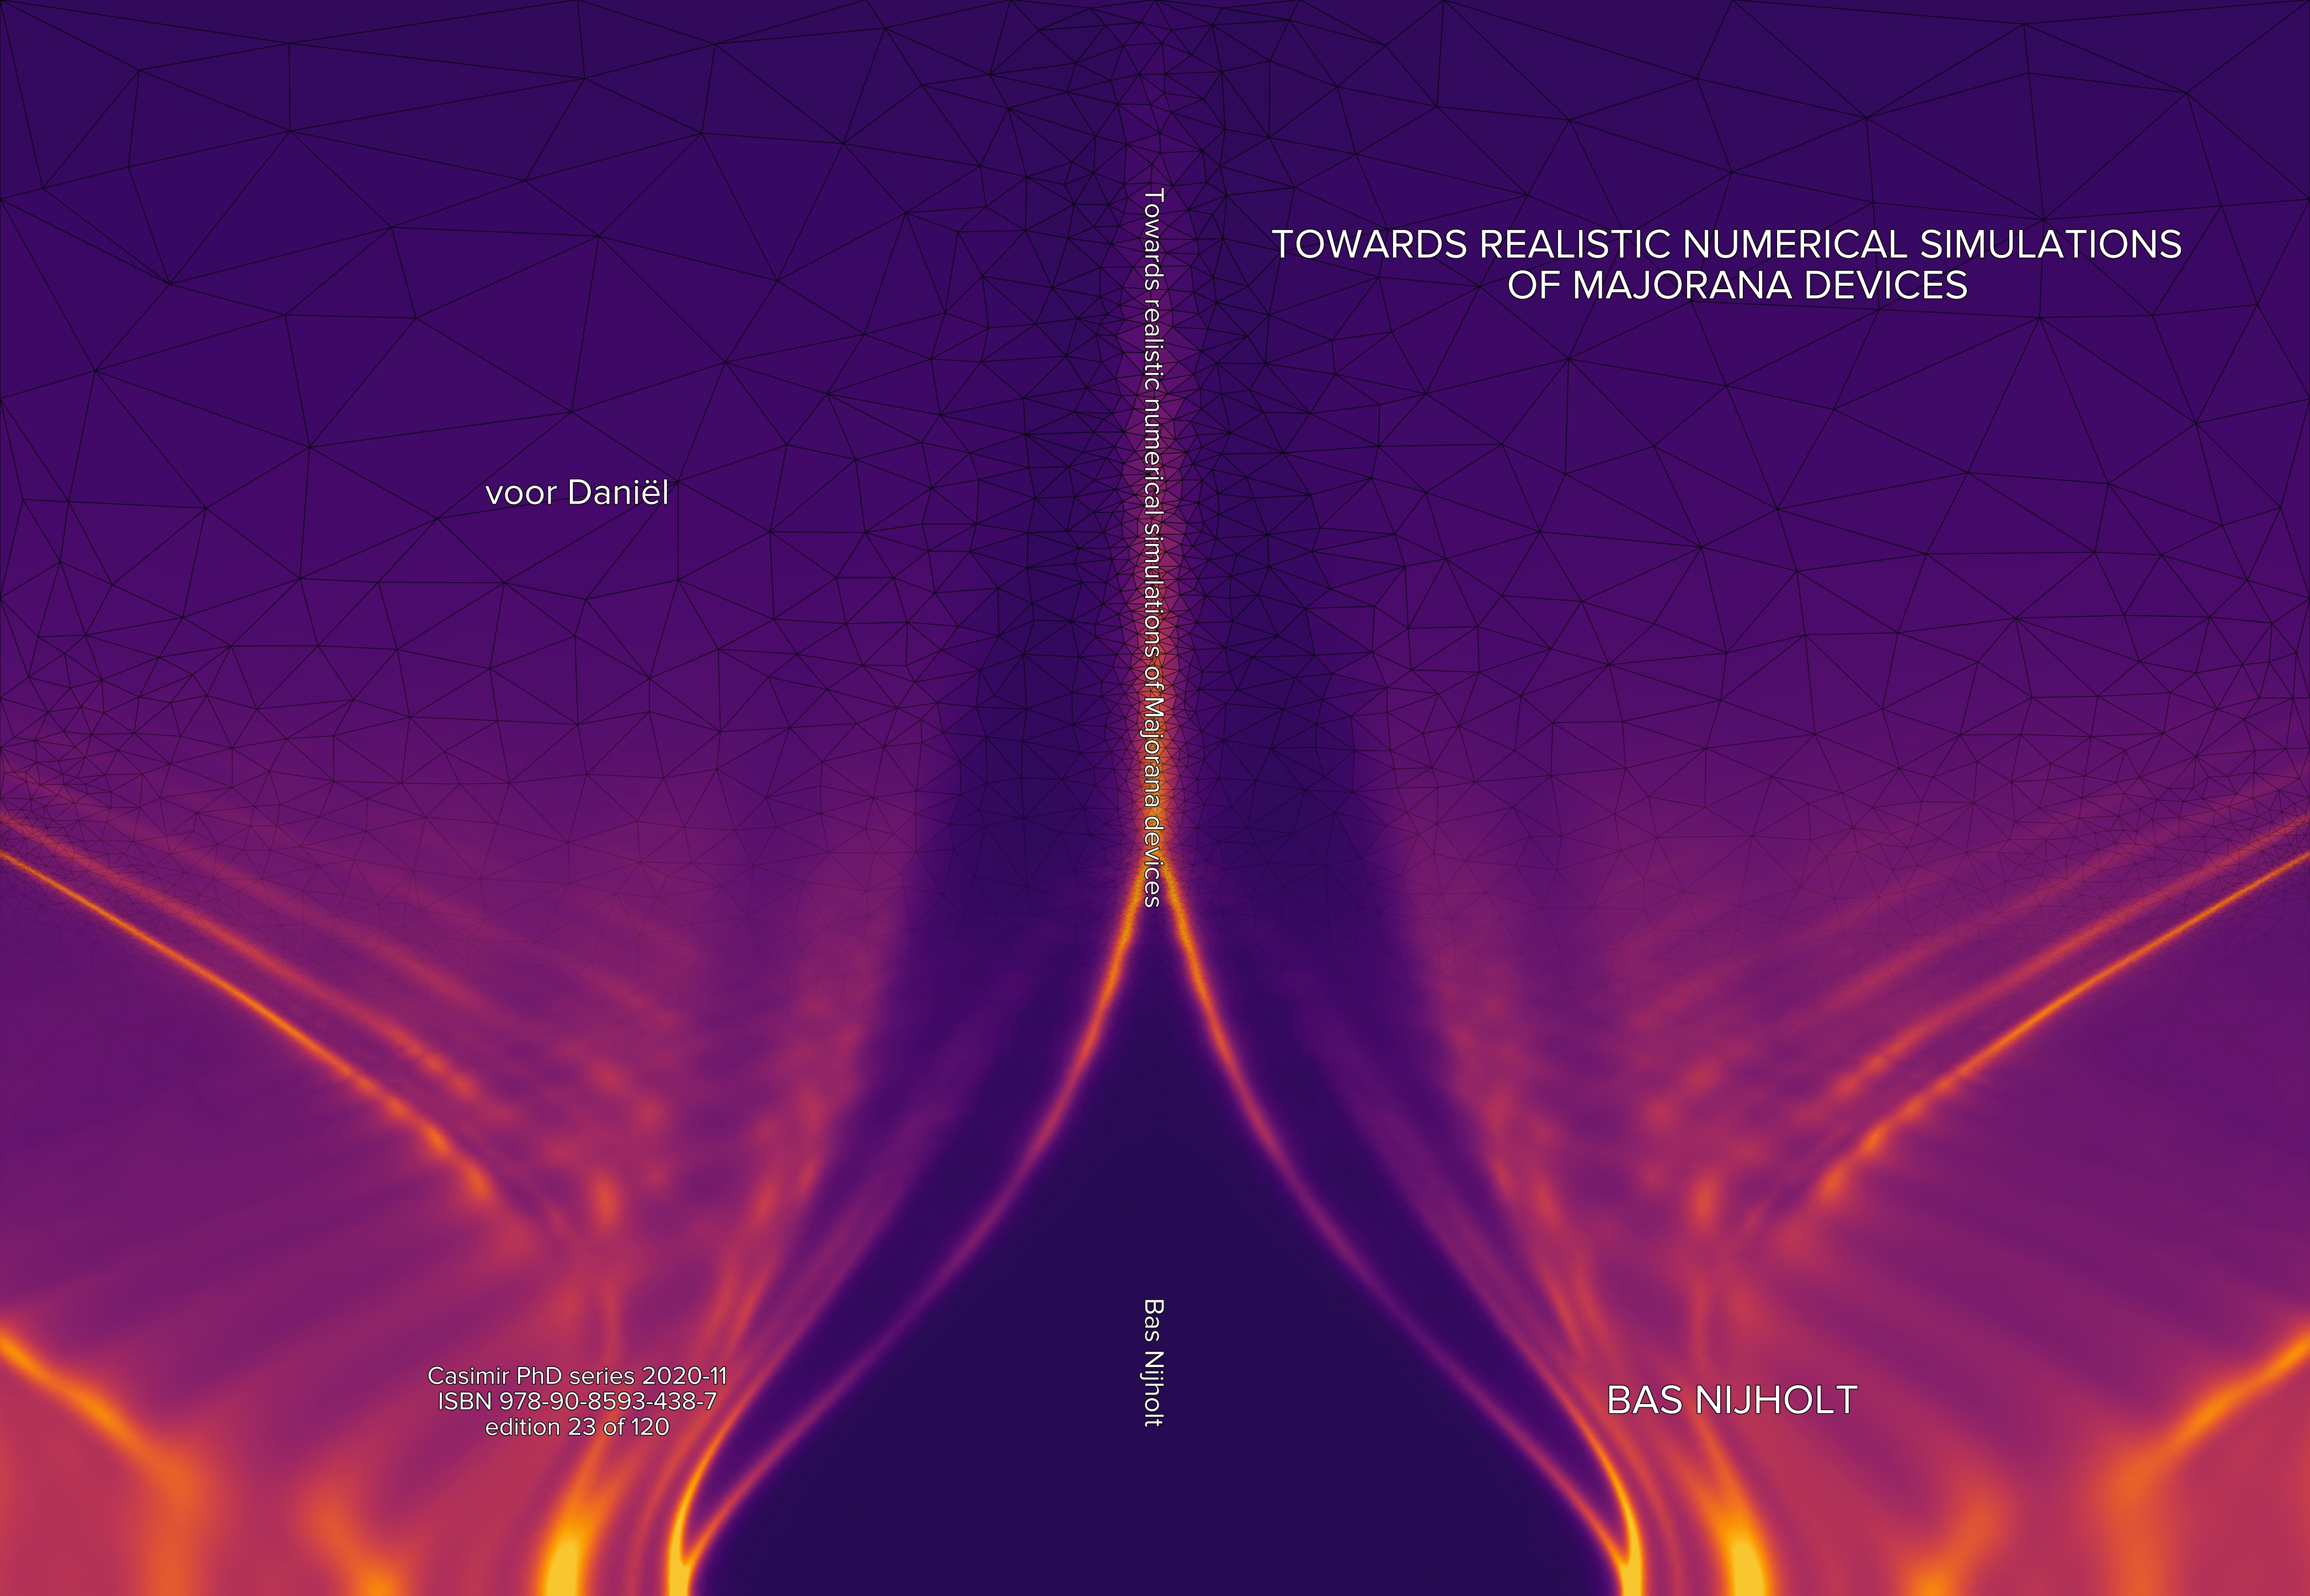 voor Daniël
Casimir PhD series 2020-11
ISBN 978-90-8593-438-7
edition 23 of 120
Towards realistic numerical simulations of Majorana devices
Bas Nijholt
TOWARDS REALISTIC NUMERICAL SIMULATIONS
OF MAJORANA DEVICES
BAS NIJHOLT